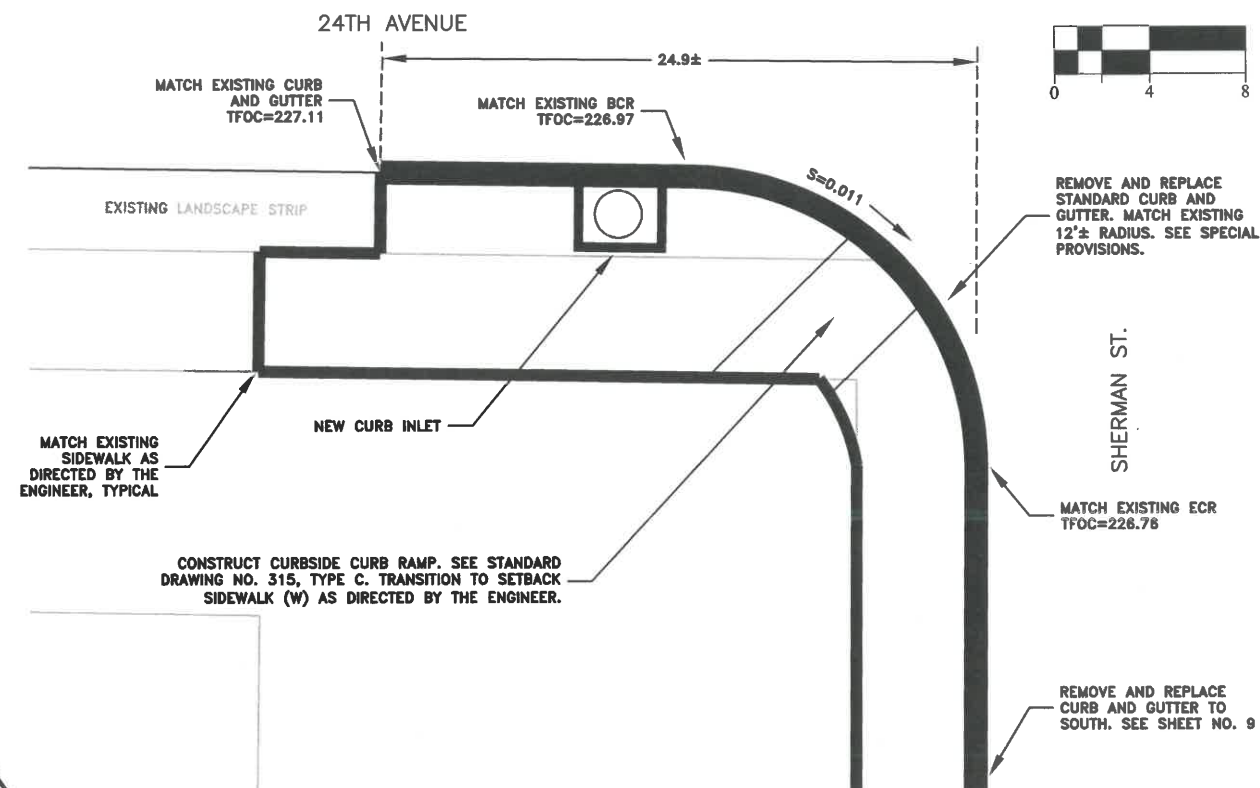 24TH AVENUE
24.9±
0 4 8
MATCH EXISTING CURB
AND GUTTER
TFOC=227.11
MATCH EXISTING BCR
TFOC=226.97
S=0.011
REMOVE AND REPLACE
STANDARD CURB AND
GUTTER. MATCH EXISTING
12'± RADIUS. SEE SPECIAL
PROVISIONS.
EXISTING LANDSCAPE STRIP
SHERMAN ST.
NEW CURB INLET
MATCH EXISTING
SIDEWALK AS
DIRECTED BY THE
ENGINEER, TYPICAL
MATCH EXISTING ECR
TFOC=226.76
CONSTRUCT CURBSIDE CURB RAMP. SEE STANDARD
DRAWING NO. 315, TYPE C. TRANSITION TO SETBACK
SIDEWALK (W) AS DIRECTED BY THE ENGINEER.
REMOVE AND REPLACE
CURB AND GUTTER TO
SOUTH. SEE SHEET NO. 9